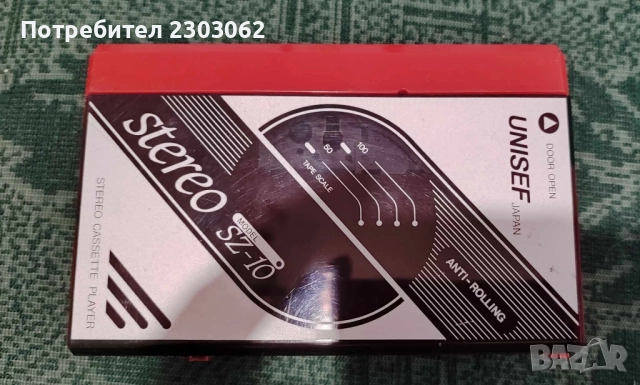 Потребител 2303062
stereo
MODEL
SZ-10
STEREO CASSETTE PLAYER
50
100
TAPE SCALE
DOOR OPEN
UNISEF
JAPAN
ANTI-ROLLING
BAZAR